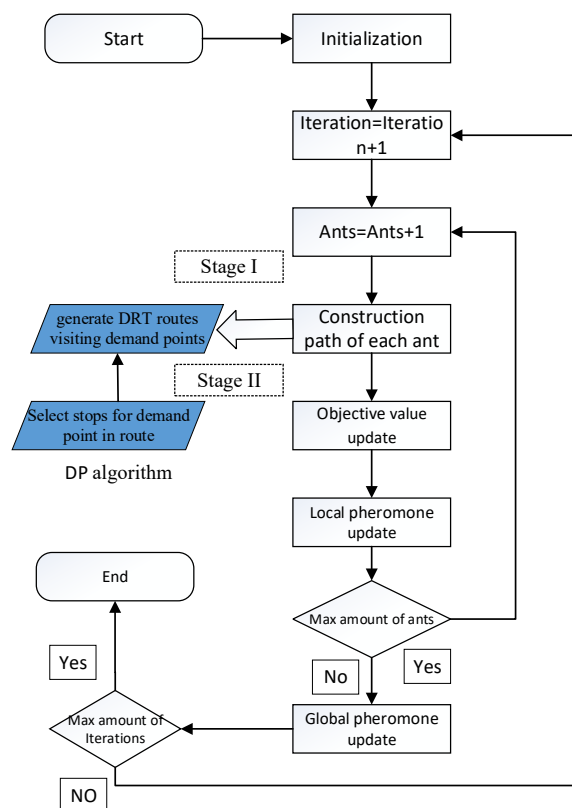 Start
Initialization
Iteration=Iteratio
n+1
Ants=Ants+1
Stage I
generate DRT routes
visiting demand points
Construction
path of each ant
Stage II
Select stops for demand
point in route
Objective value
update
DP algorithm
Local pheromone
update
End
Max amount of ants
Yes
No
Yes
Max amount of
Iterations
Global pheromone
update
NO